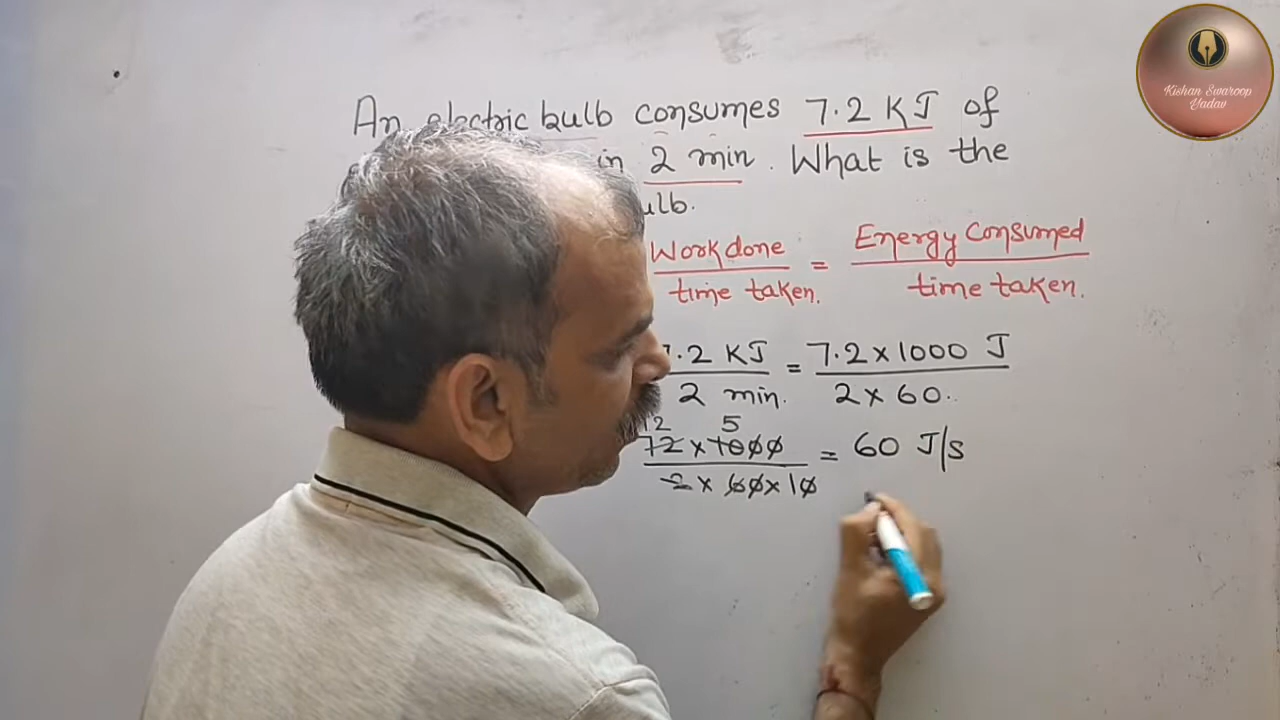 An electric bulb consumes 7.2 KJ of
in 2 min. What is the
ulb.
Work done / time taken. = Energy Consumed / time taken.
7.2 KJ / 2 min. = 7.2 x 1000 J / 2 x 60..
12 5
72 x 1000 / 2 x 60 x 10 = 60 J/s
Kishan Swaroop
Yadav